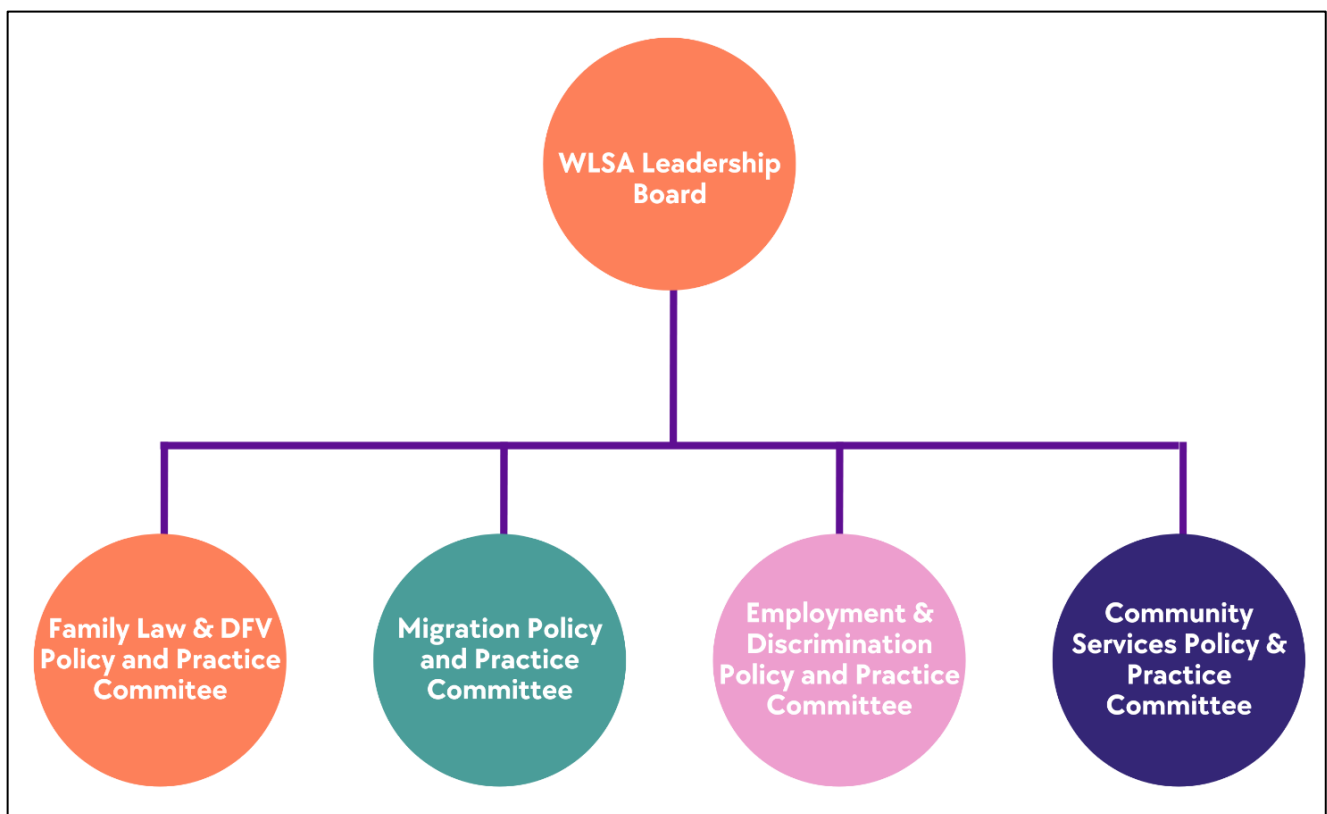 WLSA Leadership
Board
Family Law & DFV
Policy and Practice
Commitee
Migration Policy
and Practice
Committee
Employment &
Discrimination
Policy and Practice
Committee
Community
Services Policy &
Practice
Committee